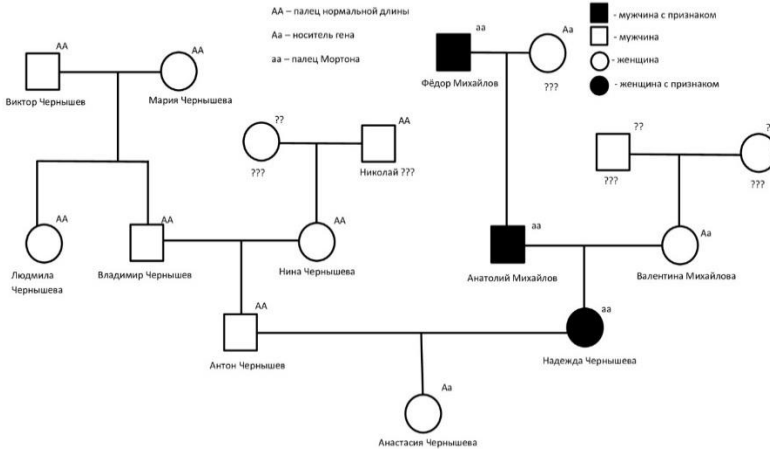 АА – палец нормальной длины
Аа – носитель гена
аа – палец Мортона
- мужчина с признаком
- мужчина
- женщина
- женщина с признаком
АА
АА
Виктор Чернышев
Мария Чернышева
аа
Аа
Фёдор Михайлов
???
??
АА
???
Николай ???
??
???
???
АА
АА
АА
Людмила
Чернышева
Владимир Чернышев
Нина Чернышева
аа
Аа
Анатолий Михайлов
Валентина Михайлова
АА
аа
Антон Чернышев
Надежда Чернышева
Аа
Анастасия Чернышева